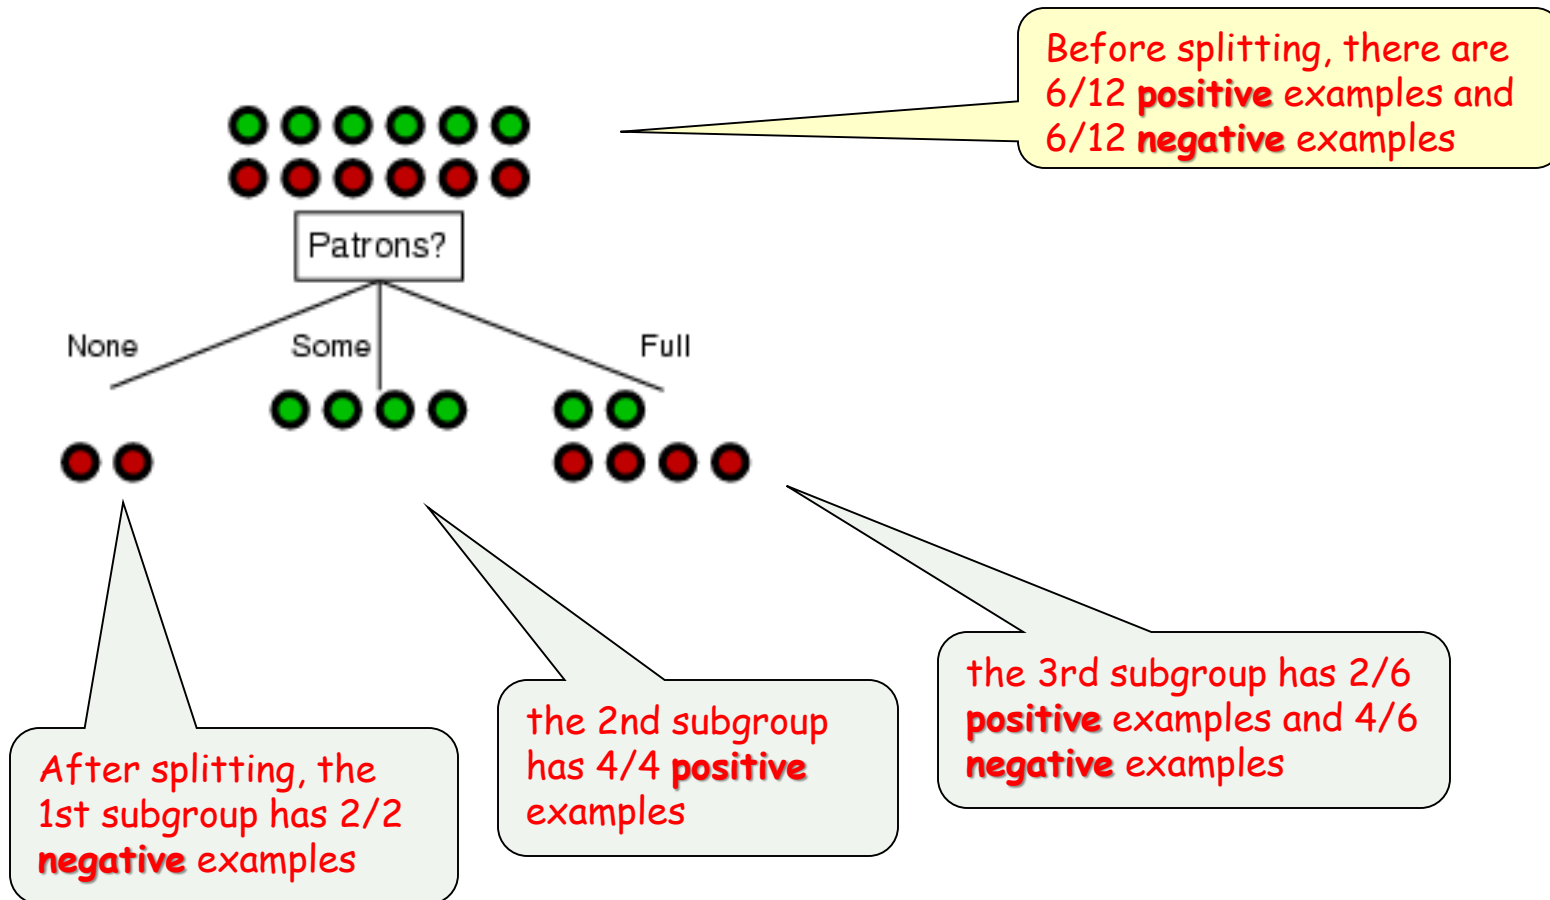 Before splitting, there are
6/12 positive examples and
6/12 negative examples
Patrons?
None
Some
Full
After splitting, the
1st subgroup has 2/2
negative examples
the 2nd subgroup
has 4/4 positive
examples
the 3rd subgroup has 2/6
positive examples and 4/6
negative examples